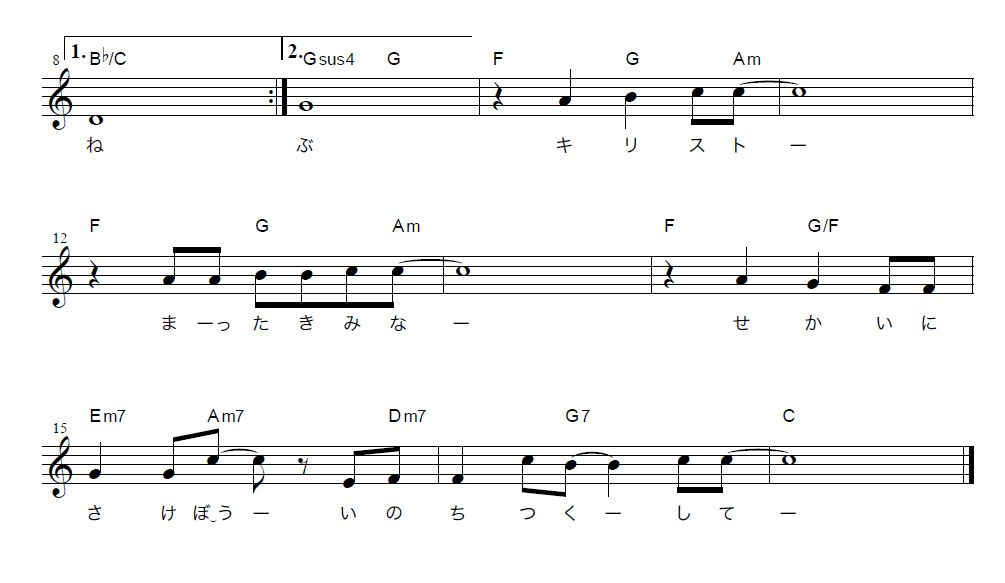 8 1. B♭/C 2. Gsus4 G F G Am
ね ぶ キ リ ス ト ー
12 F G Am F G/F
ま ーっ た き み な ー せ か い に
15 Em7 Am7 Dm7 G7 C
さ け ぼ‿う ー い の ち つ く ー し て ー